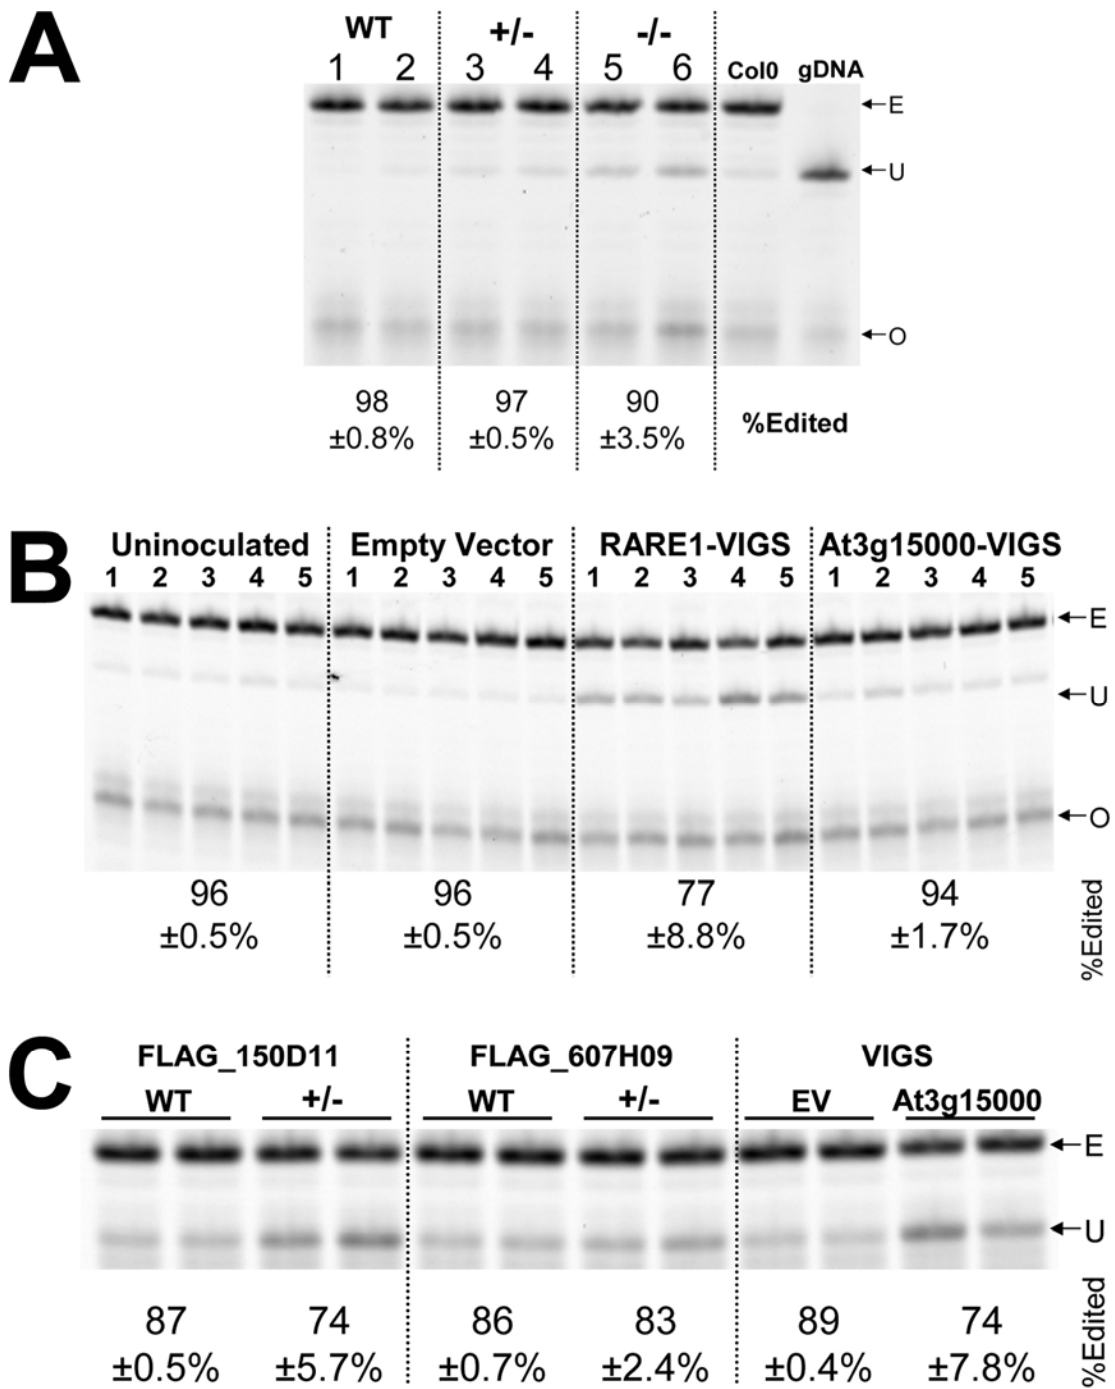 A
WT +/- -/-
1 2 3 4 5 6 Col0 gDNA
E
U
O
98 97 90
±0.8% ±0.5% ±3.5% %Edited
B
Uninoculated Empty Vector RARE1-VIGS At3g15000-VIGS
1 2 3 4 5 1 2 3 4 5 1 2 3 4 5 1 2 3 4 5
E
U
O
96 96 77 94
±0.5% ±0.5% ±8.8% ±1.7%
%Edited
C
FLAG_150D11 FLAG_607H09 VIGS
WT +/- WT +/- EV At3g15000
E
U
87 74 86 83 89 74
±0.5% ±5.7% ±0.7% ±2.4% ±0.4% ±7.8%
%Edited